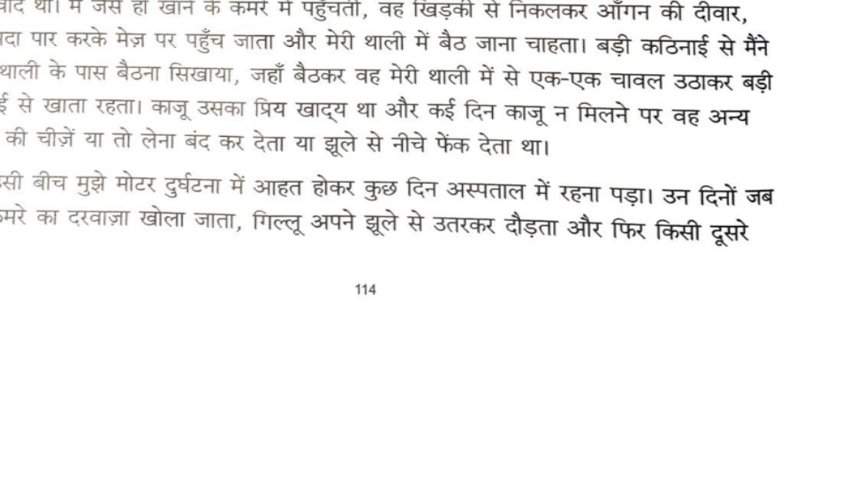 था। मैं जैसे ही खाने के कमरे में पहुँचती, वह खिड़की से निकलकर आँगन की दीवार,
पार करके मेज़ पर पहुँच जाता और मेरी थाली में बैठ जाना चाहता। बड़ी कठिनाई से मैंने
थाली के पास बैठना सिखाया, जहाँ बैठकर वह मेरी थाली में से एक-एक चावल उठाकर बड़ी
से खाता रहता। काजू उसका प्रिय खाद्य था और कई दिन काजू न मिलने पर वह अन्य
की चीज़ें या तो लेना बंद कर देता या झूले से नीचे फेंक देता था।
बीच मुझे मोटर दुर्घटना में आहत होकर कुछ दिन अस्पताल में रहना पड़ा। उन दिनों जब
का दरवाज़ा खोला जाता, गिल्लू अपने झूले से उतरकर दौड़ता और फिर किसी दूसरे
114